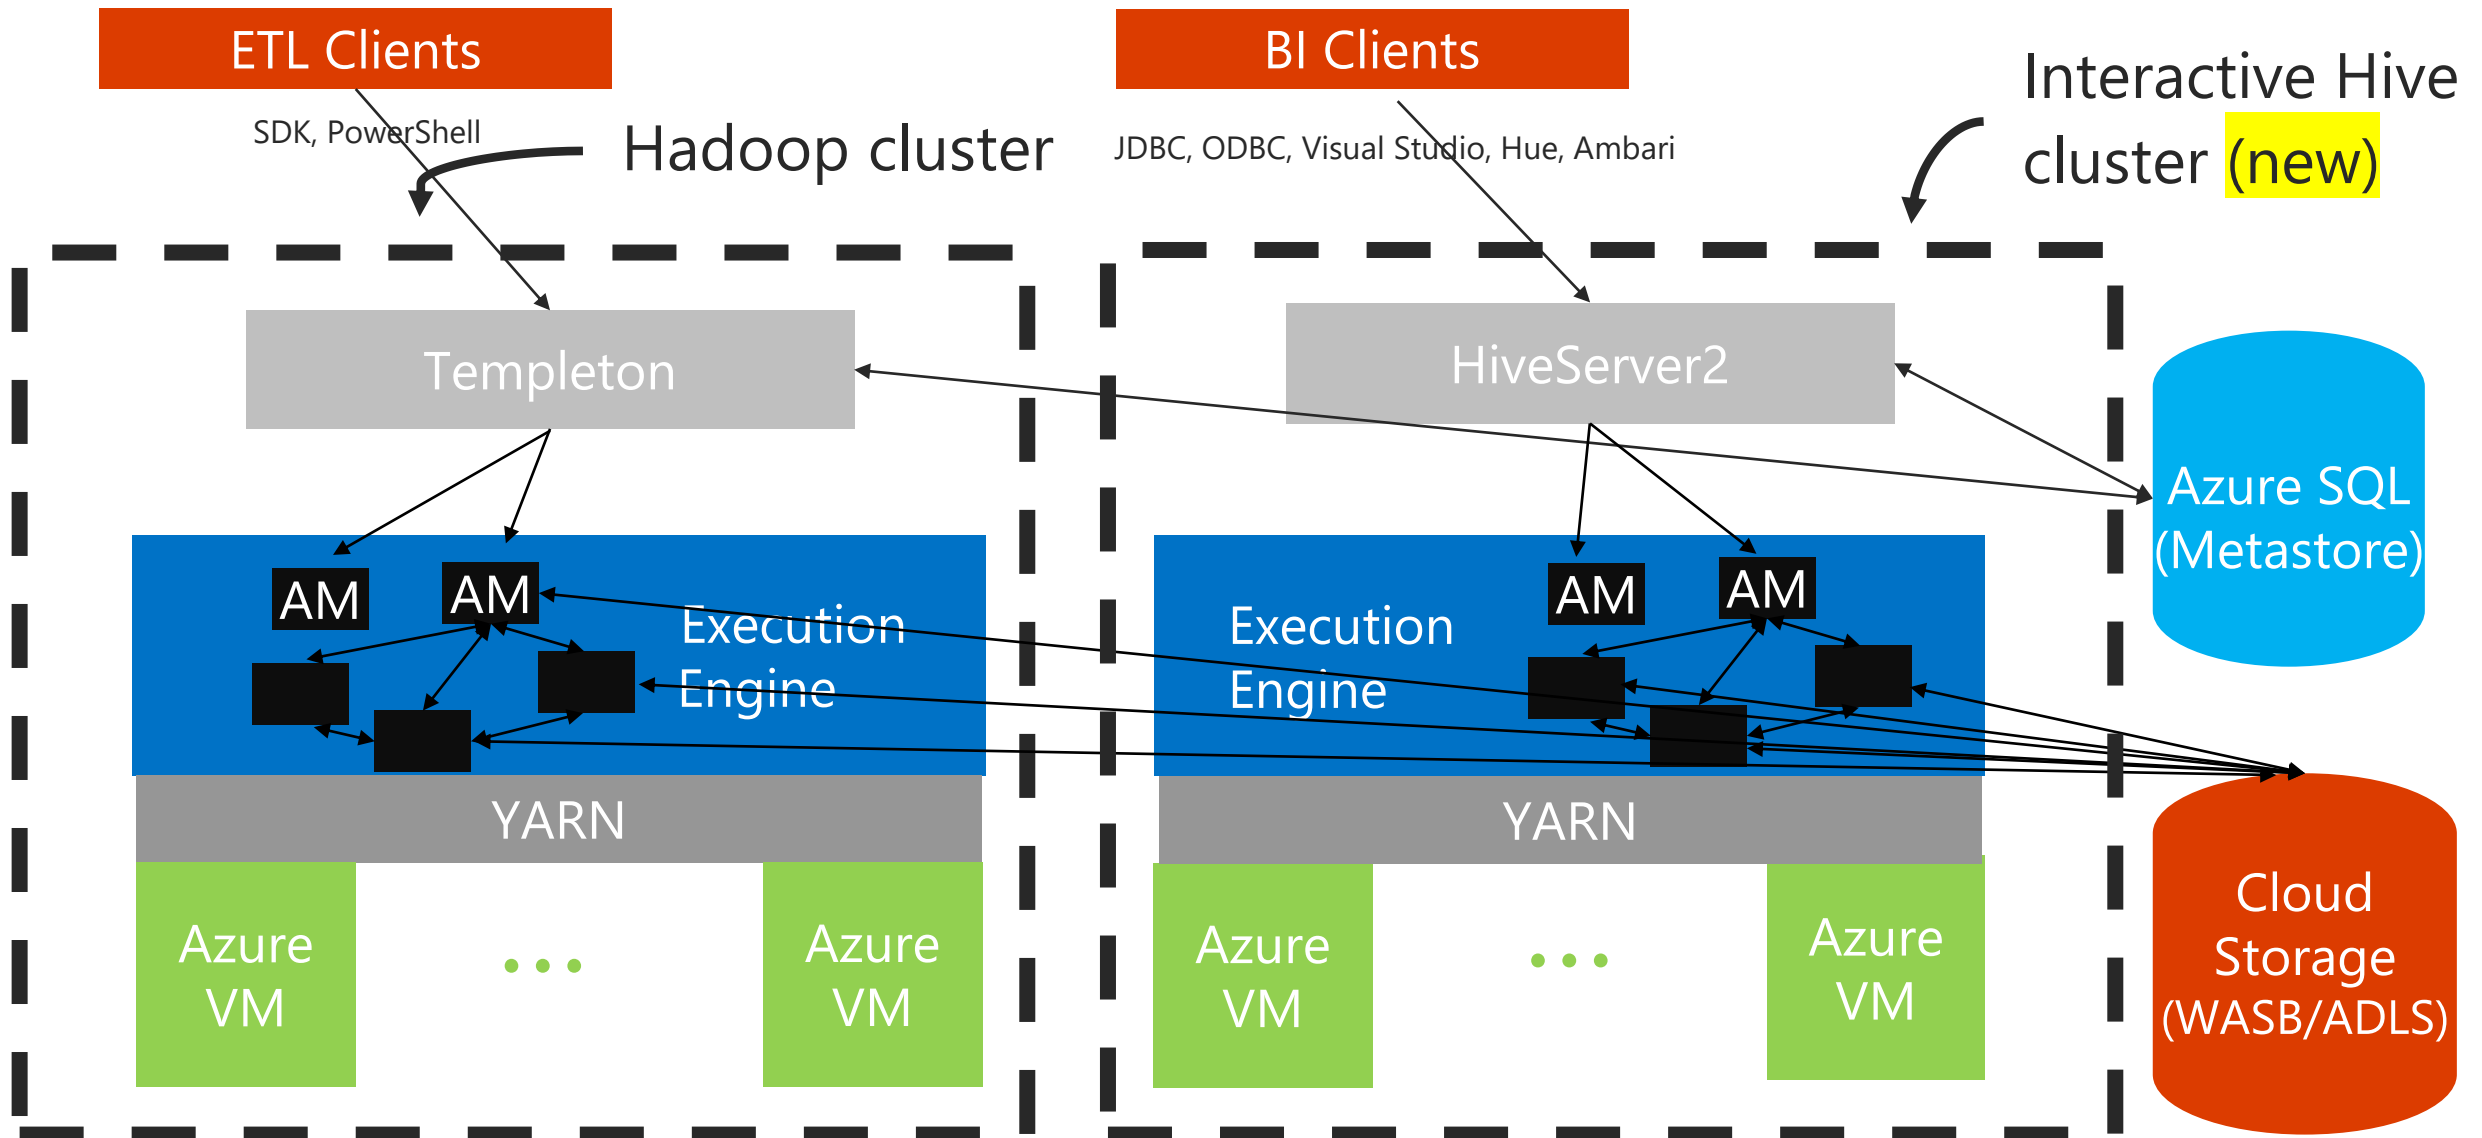 ETL Clients
BI Clients
Interactive Hive
cluster (new)
SDK, PowerShell
Hadoop cluster
JDBC, ODBC, Visual Studio, Hue, Ambari
Templeton
HiveServer2
Azure SQL
(Metastore)
AM
AM
Execution
Engine
AM
AM
Execution
Engine
YARN
YARN
Azure
VM
...
Azure
VM
Azure
VM
...
Azure
VM
Cloud
Storage
(WASB/ADLS)